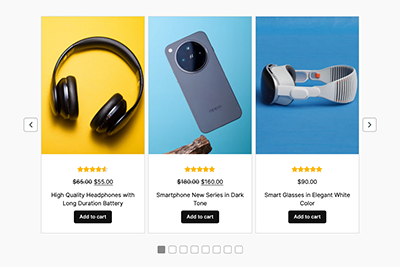 $65.00 $55.00
High Quality Headphones with
Long Duration Battery
Add to cart
$180.00 $160.00
Smartphone New Series in Dark
Tone
Add to cart
$90.00
Smart Glasses in Elegant White
Color
Add to cart